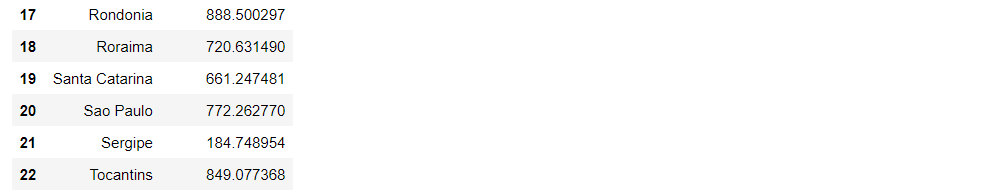 17 Rondonia 888.500297
18 Roraima 720.631490
19 Santa Catarina 661.247481
20 Sao Paulo 772.262770
21 Sergipe 184.748954
22 Tocantins 849.077368